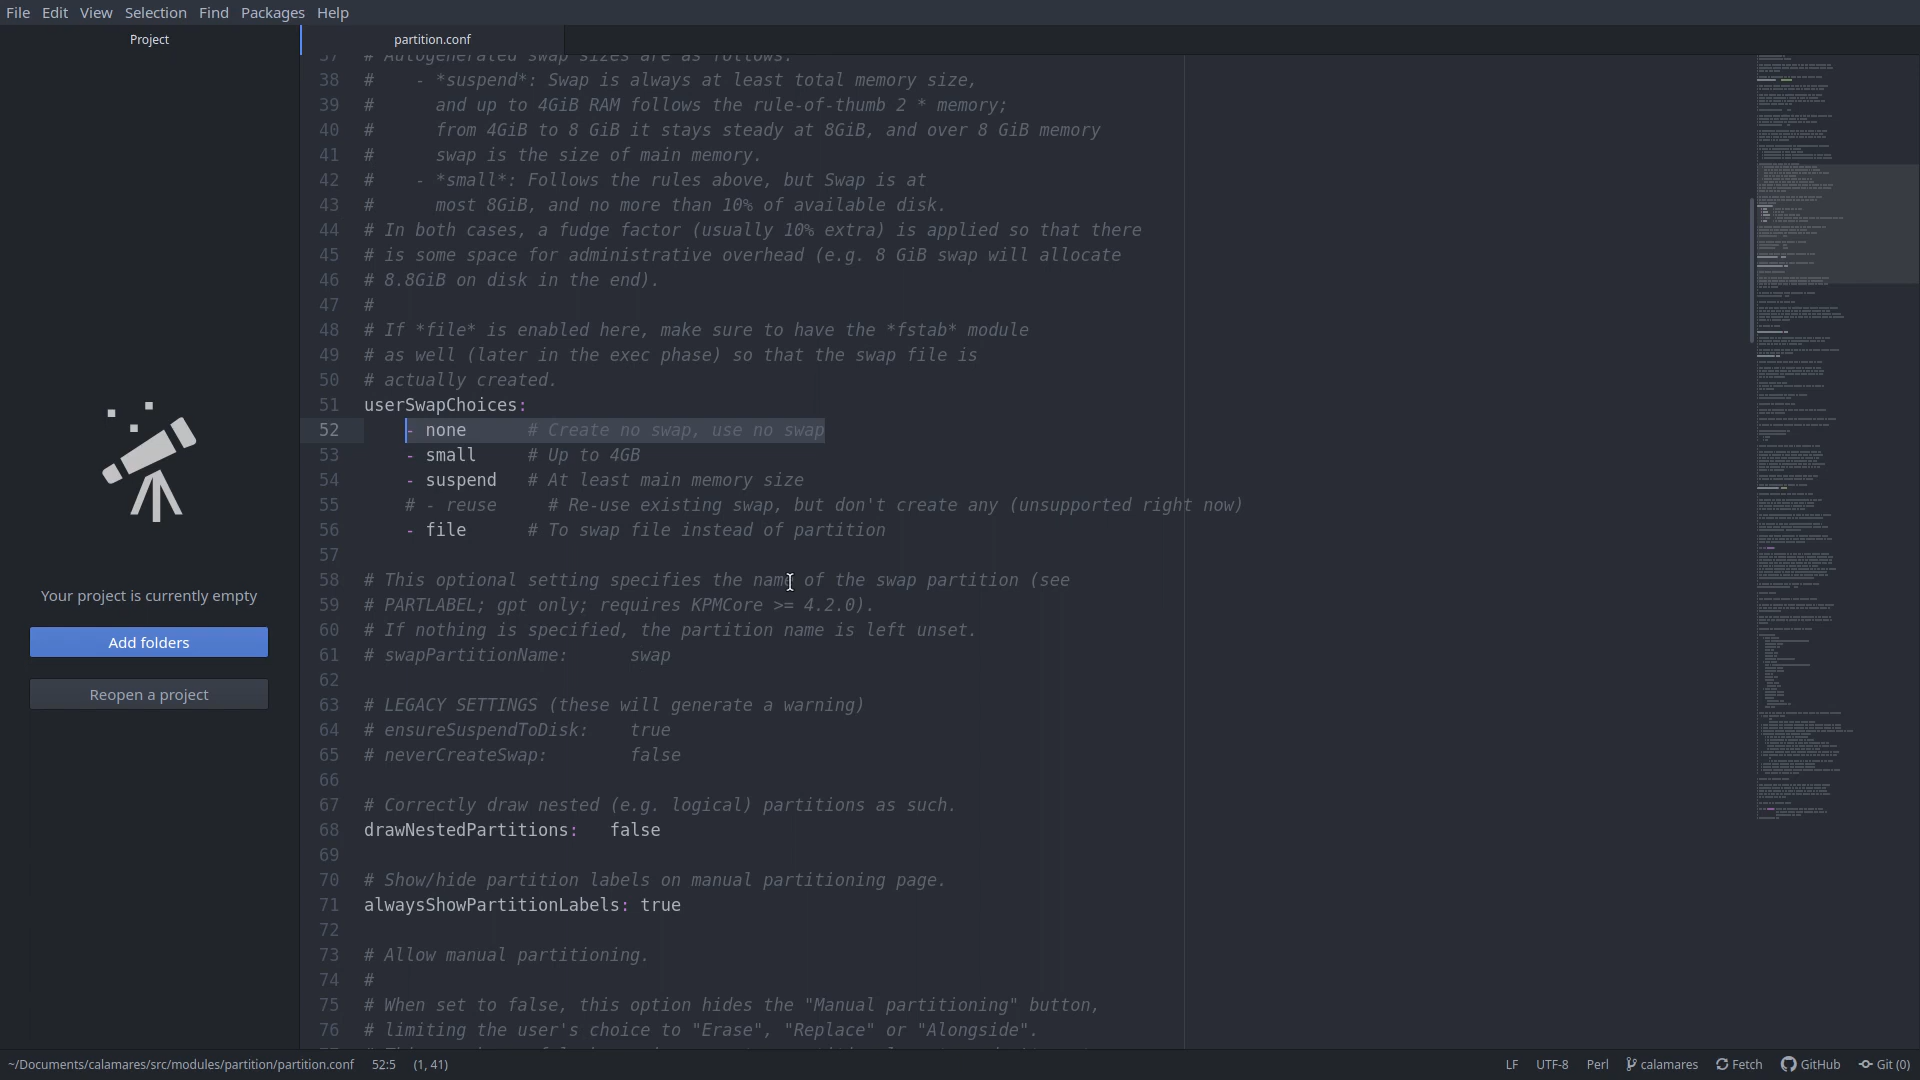 File Edit View Selection Find Packages Help
Project
partition.conf
37 # Autogenerated swap sizes are as follows:
38 #    - *suspend*: Swap is always at least total memory size,
39 #      and up to 4GiB RAM follows the rule-of-thumb 2 * memory;
40 #      from 4GiB to 8 GiB it stays steady at 8GiB, and over 8 GiB memory
41 #      swap is the size of main memory.
42 #    - *small*: Follows the rules above, but Swap is at
43 #      most 8GiB, and no more than 10% of available disk.
44 # In both cases, a fudge factor (usually 10% extra) is applied so that there
45 # is some space for administrative overhead (e.g. 8 GiB swap will allocate
46 # 8.8GiB on disk in the end).
47 #
48 # If *file* is enabled here, make sure to have the *fstab* module
49 # as well (later in the exec phase) so that the swap file is
50 # actually created.
51 userSwapChoices:
52     - none      # Create no swap, use no swap
53     - small     # Up to 4GB
54     - suspend   # At least main memory size
55     # - reuse     # Re-use existing swap, but don't create any (unsupported right now)
56     - file      # To swap file instead of partition
57
58 # This optional setting specifies the name of the swap partition (see
59 # PARTLABEL; gpt only; requires KPMCore >= 4.2.0).
60 # If nothing is specified, the partition name is left unset.
61 # swapPartitionName:      swap
62
63 # LEGACY SETTINGS (these will generate a warning)
64 # ensureSuspendToDisk:    true
65 # neverCreateSwap:        false
66
67 # Correctly draw nested (e.g. logical) partitions as such.
68 drawNestedPartitions:   false
69
70 # Show/hide partition labels on manual partitioning page.
71 alwaysShowPartitionLabels: true
72
73 # Allow manual partitioning.
74 #
75 # When set to false, this option hides the "Manual partitioning" button,
76 # limiting the user's choice to "Erase", "Replace" or "Alongside".
Your project is currently empty
Add folders
Reopen a project
~/Documents/calamares/src/modules/partition/partition.conf 52:5 (1, 41) LF UTF-8 Perl calamares Fetch GitHub Git (0)